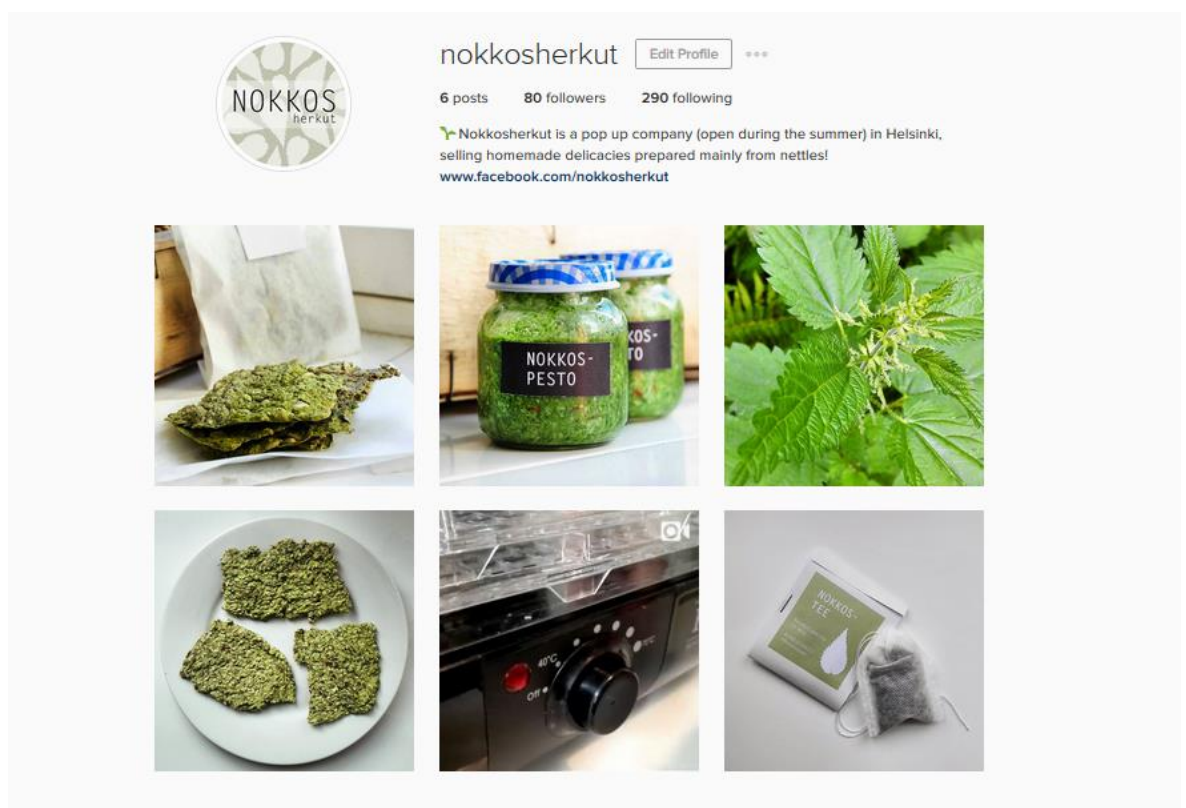 NOKKOS
herkut
nokkosherkut Edit Profile
6 posts 80 followers 290 following
Nokkosherkut is a pop up company (open during the summer) in Helsinki,
selling homemade delicacies prepared mainly from nettles!
www.facebook.com/nokkosherkut
NOKKOS-
PESTO
KOS-
TO
40°C
Off
NOKKOS-
TEE